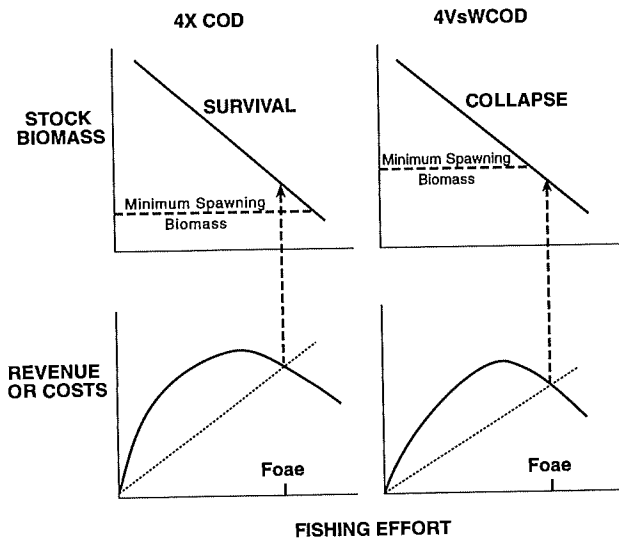 4X COD
4VsWCOD
STOCK
BIOMASS
SURVIVAL
Minimum Spawning
Biomass
COLLAPSE
Minimum Spawning
Biomass
REVENUE
OR COSTS
Foae
Foae
FISHING EFFORT